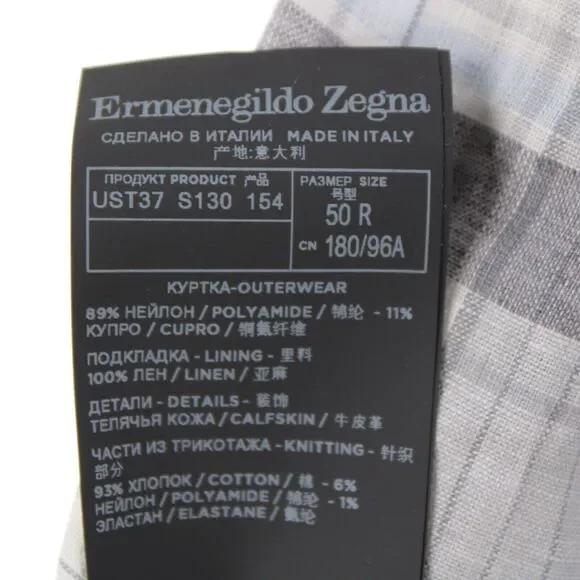 Ermenegildo Zegna
СДЕЛАНО В ИТАЛИИ MADE IN ITALY
产地:意大利
ПРОДУКТ PRODUCT 产品
UST37 S130 154
РАЗМЕР SIZE
号型
50 R
CN 180/96A
КУРТКА-OUTERWEAR
89% НЕЙЛОН / POLYAMIDE / 锦纶 - 11%
КУПРО / CUPRO / 铜氨纤维
ПОДКЛАДКА - LINING - 里料
100% ЛЕН / LINEN / 亚麻
ДЕТАЛИ - DETAILS - 装饰
ТЕЛЯЧЬЯ КОЖА / CALFSKIN / 牛皮革
ЧАСТИ ИЗ ТРИКОТАЖА - KNITTING - 针织
部分
93% ХЛОПОК / COTTON / 棉 - 6%
НЕЙЛОН / POLYAMIDE / 锦纶 - 1%
ЭЛАСТАН / ELASTANE / 氨纶